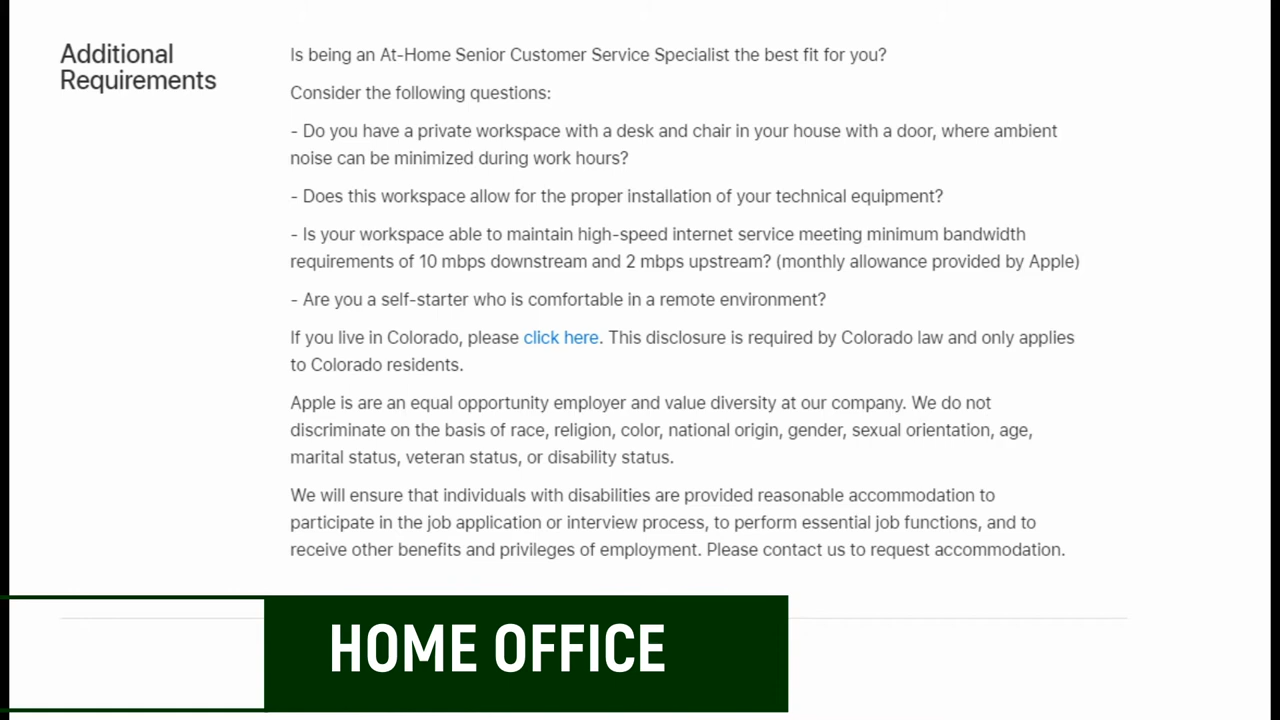 Additional
Requirements
Is being an At-Home Senior Customer Service Specialist the best fit for you?
Consider the following questions:
- Do you have a private workspace with a desk and chair in your house with a door, where ambient
noise can be minimized during work hours?
- Does this workspace allow for the proper installation of your technical equipment?
- Is your workspace able to maintain high-speed internet service meeting minimum bandwidth
requirements of 10 mbps downstream and 2 mbps upstream? (monthly allowance provided by Apple)
- Are you a self-starter who is comfortable in a remote environment?
If you live in Colorado, please click here. This disclosure is required by Colorado law and only applies
to Colorado residents.
Apple is are an equal opportunity employer and value diversity at our company. We do not
discriminate on the basis of race, religion, color, national origin, gender, sexual orientation, age,
marital status, veteran status, or disability status.
We will ensure that individuals with disabilities are provided reasonable accommodation to
participate in the job application or interview process, to perform essential job functions, and to
receive other benefits and privileges of employment. Please contact us to request accommodation.
HOME OFFICE